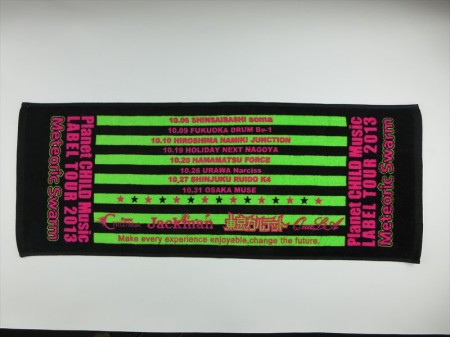 Planet CHILD Music
LABEL TOUR 2013
Meteoric Swarm
10.06 SHINSAIBASHI soma
10.09 FUKUOKA DRUM Be-1
10.10 HIROSHIMA NAMIKI JUNCTION
10.19 HOLIDAY NEXT NAGOYA
10.20 HAMAMATSU FORCE
10.26 URAWA Narciss
10.27 SHINJUKU RUIDO K4
10.31 OSAKA MUSE
Jackman
Make every experience enjoyable,change the future.
Planet CHILD Music
LABEL TOUR 2013
Meteoric Swarm